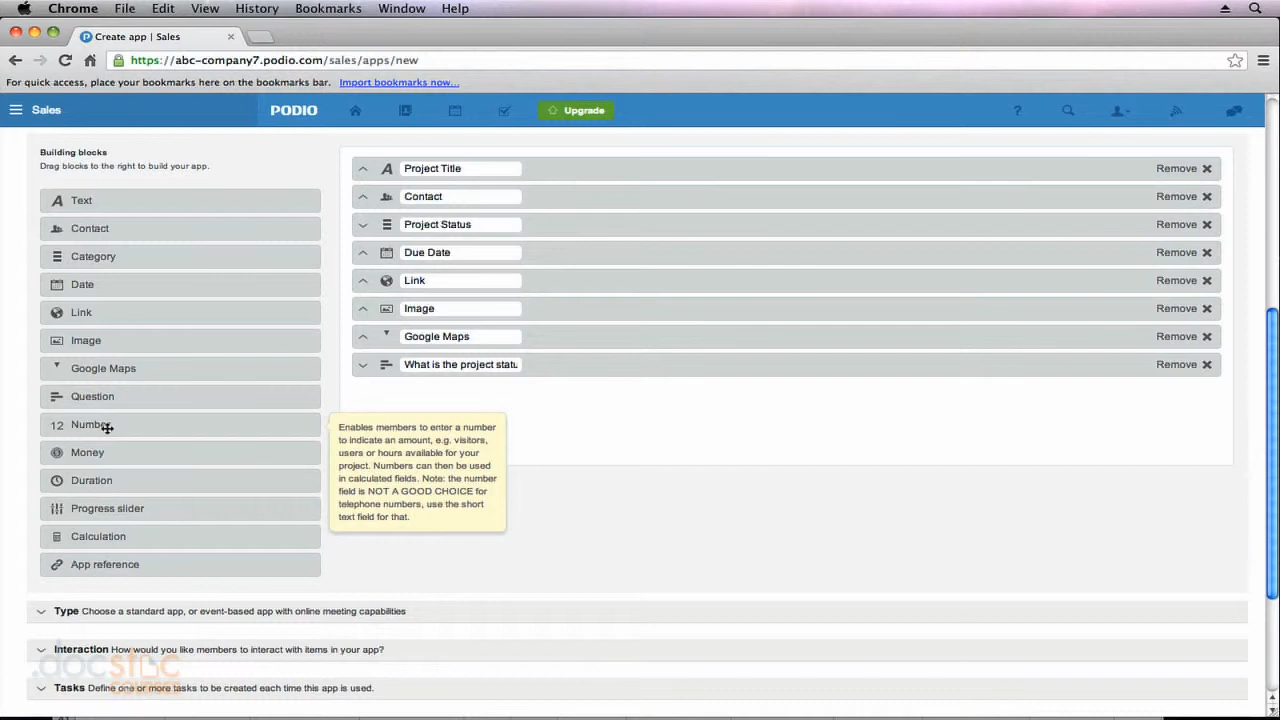 Chrome File Edit View History Bookmarks Window Help
Create app | Sales
https://abc-company7.podio.com/sales/apps/new
For quick access, place your bookmarks here on the bookmarks bar. Import bookmarks now...
Sales
PODIO
Upgrade
?
Building blocks
Drag blocks to the right to build your app.
Text
Contact
Category
Date
Link
Image
Google Maps
Question
12 Number
Money
Duration
Progress slider
Calculation
App reference
A Project Title Remove
Contact Remove
Project Status Remove
Due Date Remove
Link Remove
Image Remove
Google Maps Remove
What is the project statu Remove
Enables members to enter a number
to indicate an amount, e.g. visitors,
users or hours available for your
project. Numbers can then be used
in calculated fields. Note: the number
field is NOT A GOOD CHOICE for
telephone numbers, use the short
text field for that.
Type Choose a standard app, or event-based app with online meeting capabilities
Interaction How would you like members to interact with items in your app?
Tasks Define one or more tasks to be created each time this app is used.
.docstoc
COURSES